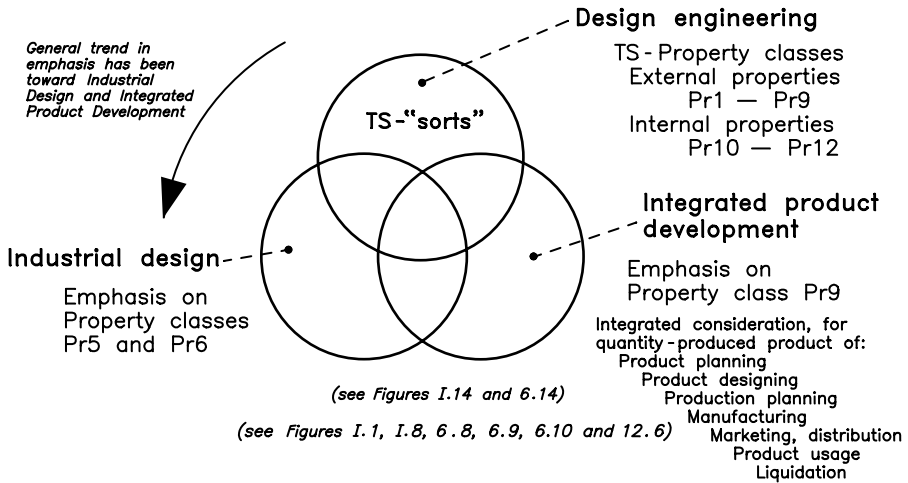 Design engineering
TS-Property classes
External properties
Pr1 — Pr9
Internal properties
Pr10 — Pr12
General trend in
emphasis has been
toward Industrial
Design and Integrated
Product Development
TS-“sorts”
Integrated product
development
Emphasis on
Property class Pr9
Integrated consideration, for
quantity-produced product of:
Product planning
Product designing
Production planning
Manufacturing
Marketing, distribution
Product usage
Liquidation
Industrial design
Emphasis on
Property classes
Pr5 and Pr6
(see Figures I.14 and 6.14)
(see Figures I.1, I.8, 6.8, 6.9, 6.10 and 12.6)